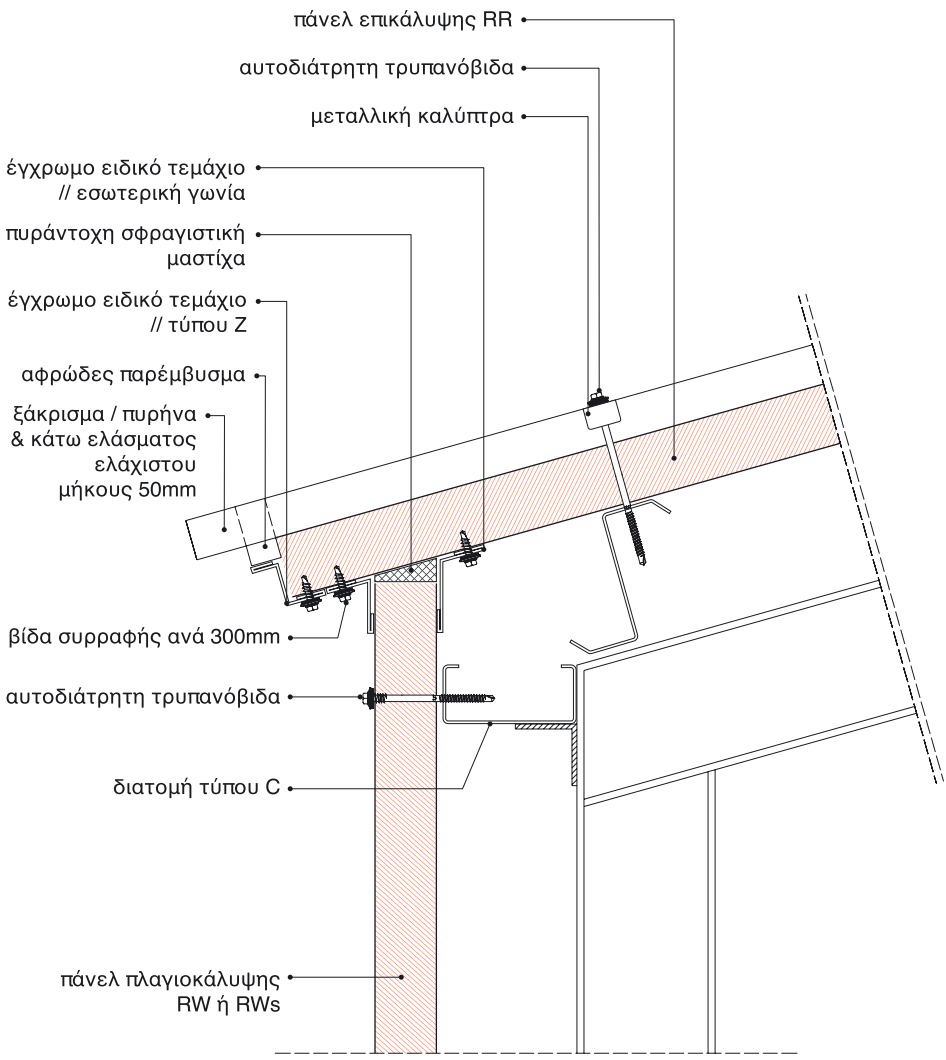 πάνελ επικάλυψης RR
αυτοδιάτρητη τρυπανόβιδα
μεταλλική καλύπτρα
έγχρωμο ειδικό τεμάχιο
// εσωτερική γωνία
πυράντοχη σφραγιστική
μαστίχα
έγχρωμο ειδικό τεμάχιο
// τύπου Ζ
αφρώδες παρέμβυσμα
ξάκρισμα / πυρήνα
& κάτω ελάσματος
ελάχιστου
μήκους 50mm
βίδα συρραφής ανά 300mm
αυτοδιάτρητη τρυπανόβιδα
διατομή τύπου C
πάνελ πλαγιοκάλυψης
RW ή RWs